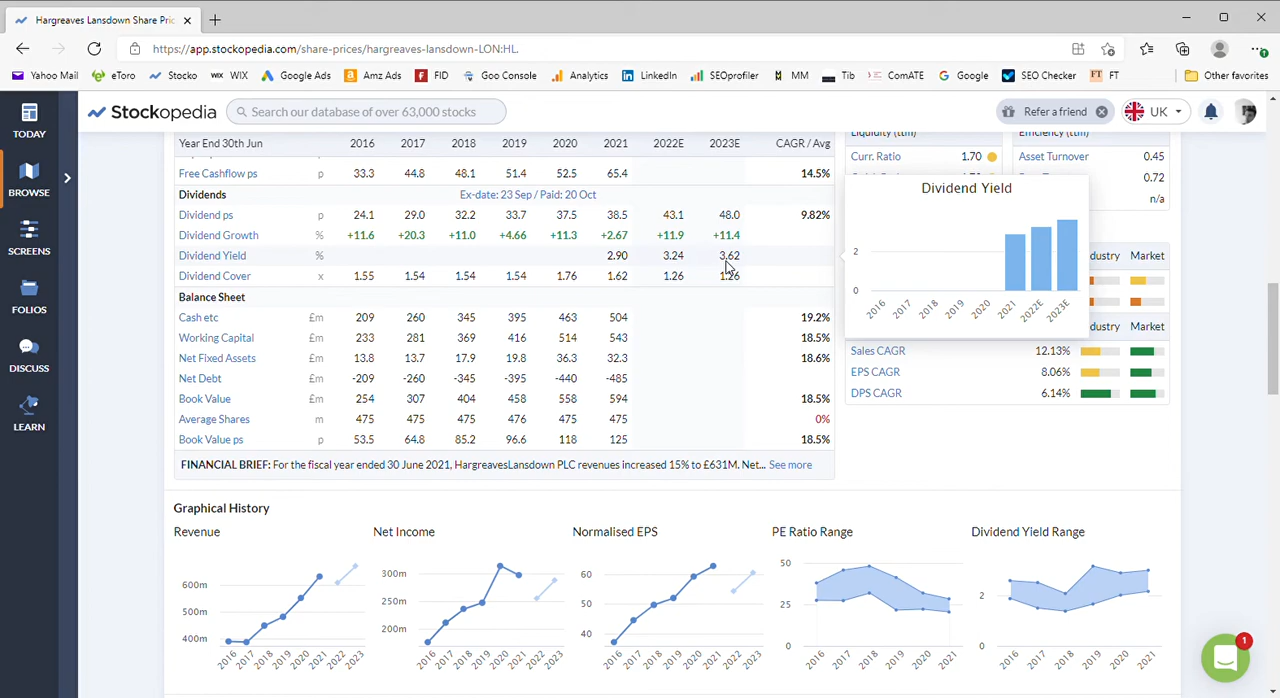 Hargreaves Lansdown Share Pric
https://app.stockopedia.com/share-prices/hargreaves-lansdown-LON:HL.
Yahoo Mail eToro Stocko WIX Google Ads Amz Ads FID Goo Console Analytics LinkedIn SEOprofiler MM Tib ComATE Google SEO Checker FT Other favorites
Stockopedia Search our database of over 63,000 stocks Refer a friend UK
TODAY
BROWSE
SCREENS
FOLIOS
DISCUSS
LEARN
Year End 30th Jun 2016 2017 2018 2019 2020 2021 2022E 2023E CAGR / Avg
Free Cashflow ps p 33.3 44.8 48.1 51.4 52.5 65.4 14.5%
Dividends Ex-date: 23 Sep / Paid: 20 Oct
Dividend ps p 24.1 29.0 32.2 33.7 37.5 38.5 43.1 48.0 9.82%
Dividend Growth % +11.6 +20.3 +11.0 +4.66 +11.3 +2.67 +11.9 +11.4
Dividend Yield % 2.90 3.24 3.62
Dividend Cover x 1.55 1.54 1.54 1.54 1.76 1.62 1.26 1.26
Balance Sheet
Cash etc £m 209 260 345 395 463 504 19.2%
Working Capital £m 233 281 369 416 514 543 18.5%
Net Fixed Assets £m 13.8 13.7 17.9 19.8 36.3 32.3 18.6%
Net Debt £m -209 -260 -345 -395 -440 -485
Book Value £m 254 307 404 458 558 594 18.5%
Average Shares m 475 475 475 476 475 475 0%
Book Value ps p 53.5 64.8 85.2 96.6 118 125 18.5%
FINANCIAL BRIEF: For the fiscal year ended 30 June 2021, HargreavesLansdown PLC revenues increased 15% to £631M. Net... See more
Liquidity (ttm) Efficiency (ttm)
Curr. Ratio 1.70 Asset Turnover 0.45
0.72
n/a
Dividend Yield
2
0
2016 2017 2018 2019 2020 2021 2022E 2023E
dustry Market
dustry Market
Sales CAGR 12.13%
EPS CAGR 8.06%
DPS CAGR 6.14%
Graphical History
Revenue
600m
500m
400m
2016 2017 2018 2019 2020 2021 2022 2023
Net Income
300m
250m
200m
2016 2017 2018 2019 2020 2021 2022 2023
Normalised EPS
60
50
40
2016 2017 2018 2019 2020 2021 2022 2023
PE Ratio Range
50
25
0
2016 2017 2018 2019 2020 2021
Dividend Yield Range
2
0
2016 2017 2018 2019 2020 2021
1